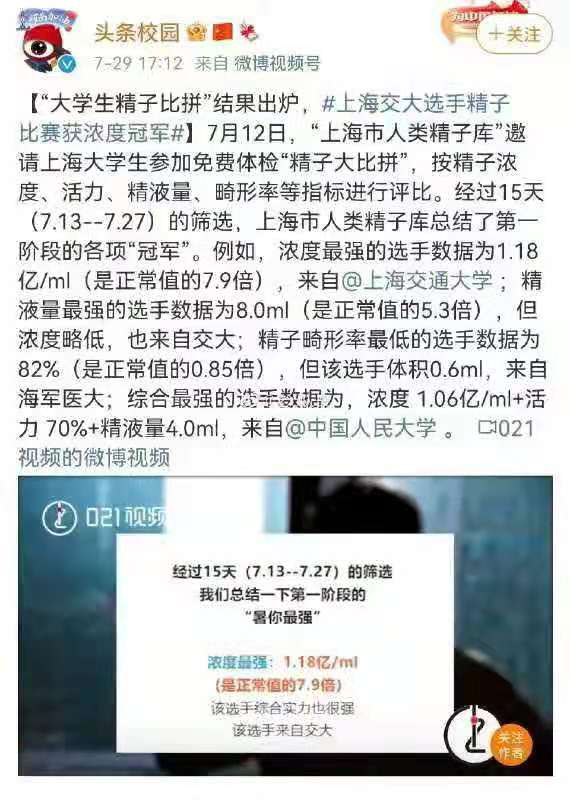 头条校园
7-29 17:12 来自 微博视频号
+关注
【“大学生精子比拼”结果出炉，#上海交大选手精子
比赛获浓度冠军#】7月12日，“上海市人类精子库”邀
请上海大学生参加免费体检“精子大比拼”，按精子浓
度、活力、精液量、畸形率等指标进行评比。经过15天
（7.13--7.27）的筛选，上海市人类精子库总结了第一
阶段的各项“冠军”。例如，浓度最强的选手数据为1.18
亿/ml（是正常值的7.9倍），来自@上海交通大学 ；精
液量最强的选手数据为8.0ml（是正常值的5.3倍），但
浓度略低，也来自交大；精子畸形率最低的选手数据为
82%（是正常值的0.85倍），但该选手体积0.6ml，来自
海军医大；综合最强的选手数据为，浓度 1.06亿/ml+活
力 70%+精液量4.0ml，来自@中国人民大学 。 021
视频的微博视频
021视频
经过15天（7.13--7.27）的筛选
我们总结一下第一阶段的
“暑你最强”
浓度最强：1.18亿/ml
（是正常值的7.9倍）
该选手综合实力也很强
该选手来自交大
关注
作者